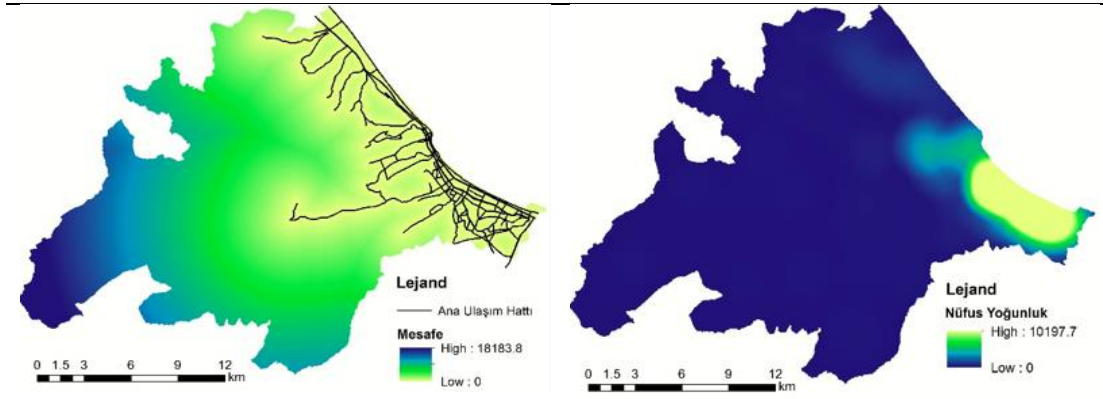 Lejand
Ana Ulaşım Hattı
Mesafe
High : 18183.8
Low : 0
0 1.5 3 6 9 12
km
Lejand
Nüfus Yoğunluk
High : 10197.7
Low : 0
0 1.5 3 6 9 12
km